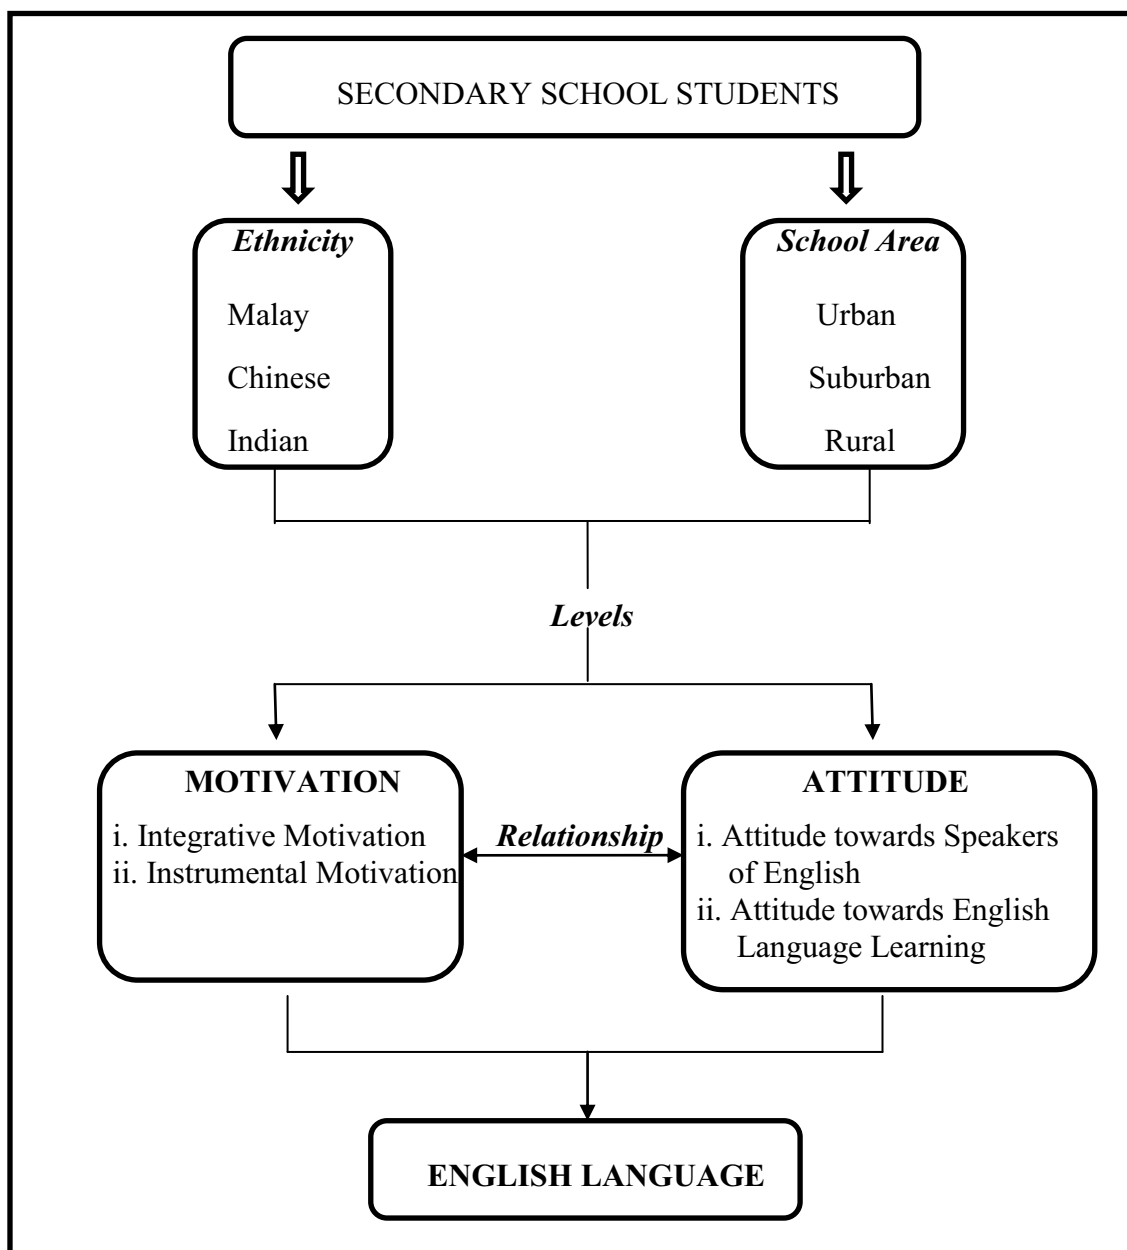 SECONDARY SCHOOL STUDENTS
Ethnicity
Malay
Chinese
Indian
School Area
Urban
Suburban
Rural
Levels
MOTIVATION
i. Integrative Motivation
ii. Instrumental Motivation
Relationship
ATTITUDE
i. Attitude towards Speakers
of English
ii. Attitude towards English
Language Learning
ENGLISH LANGUAGE